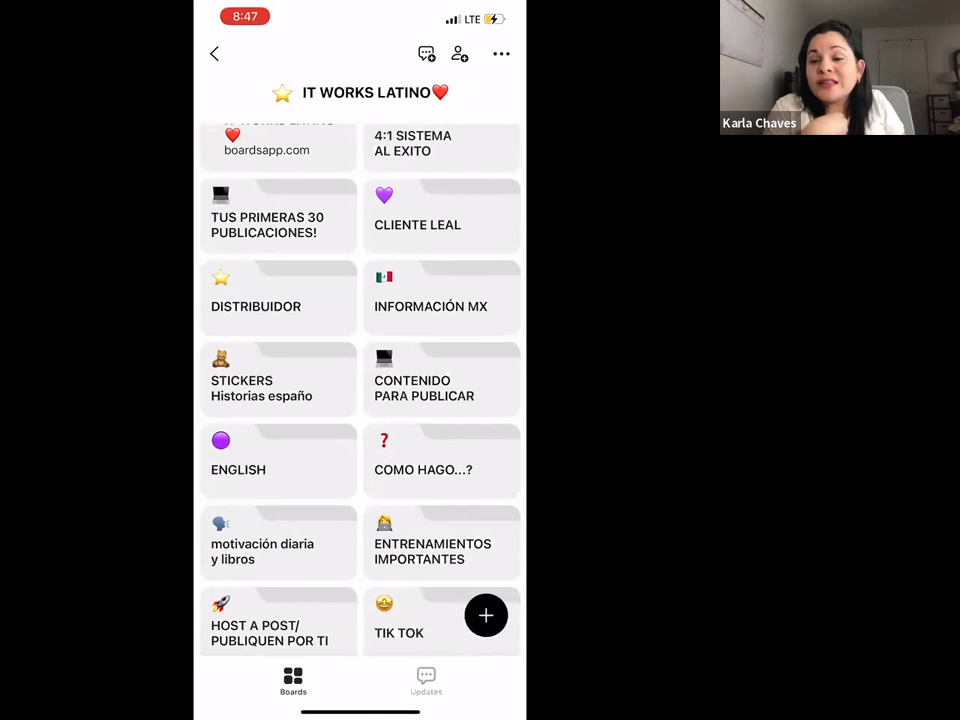 8:47
LTE
IT WORKS LATINO
boardsapp.com
4:1 SISTEMA
AL EXITO
TUS PRIMERAS 30
PUBLICACIONES!
CLIENTE LEAL
DISTRIBUIDOR
INFORMACIÓN MX
STICKERS
Historias españo
CONTENIDO
PARA PUBLICAR
ENGLISH
COMO HAGO...?
motivación diaria
y libros
ENTRENAMIENTOS
IMPORTANTES
HOST A POST/
PUBLIQUEN POR TI
TIK TOK
Boards
Updates
Karla Chaves